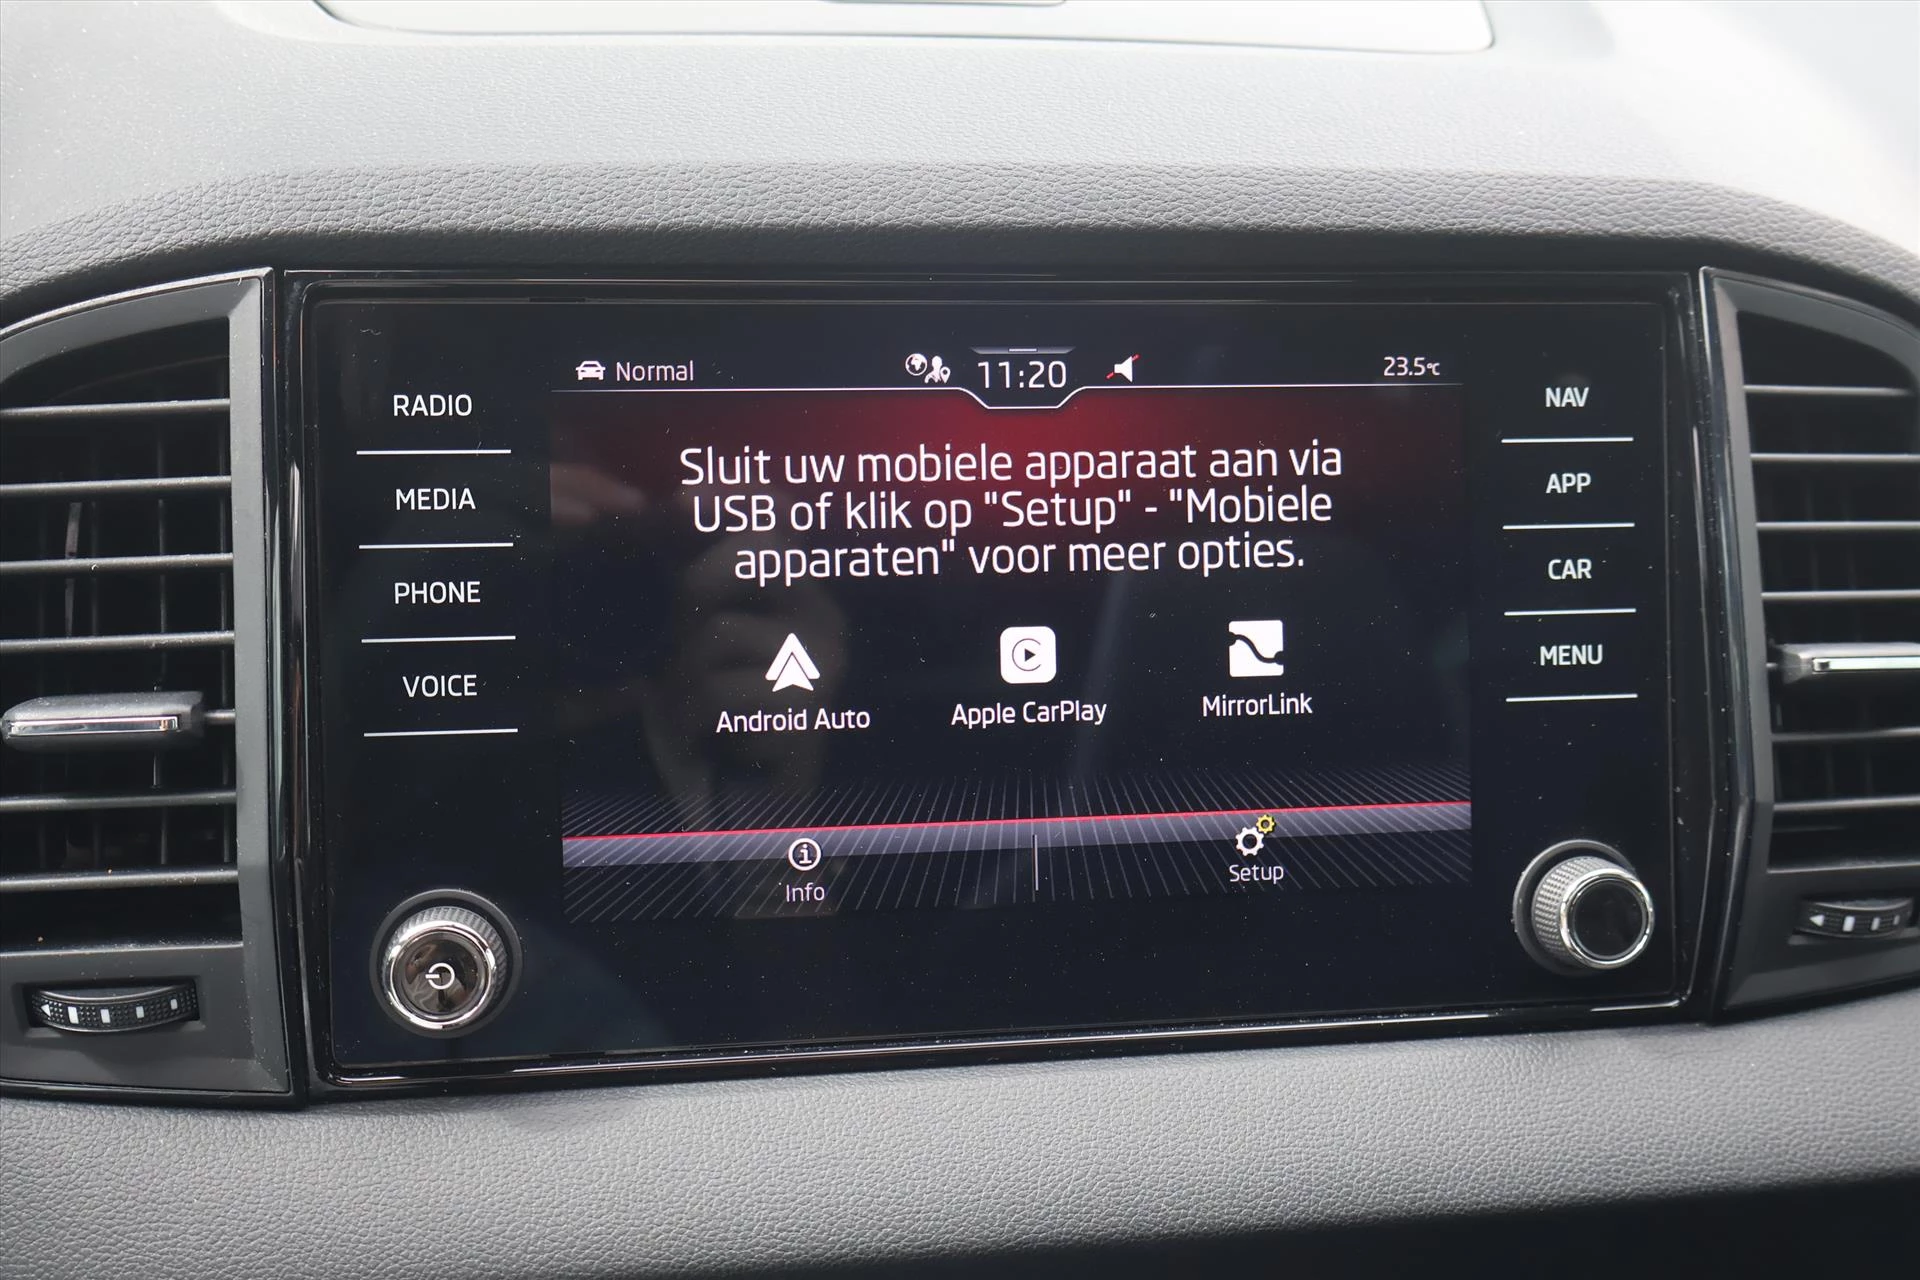 Normal
11:20
23.5°C
RADIO
MEDIA
PHONE
VOICE
Sluit uw mobiele apparaat aan via
USB of klik op "Setup" - "Mobiele
apparaten" voor meer opties.
Android Auto
Apple CarPlay
MirrorLink
Info
Setup
NAV
APP
CAR
MENU